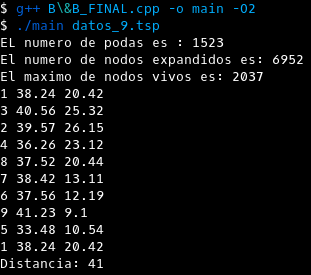 $ g++ B\&B_FINAL.cpp -o main -O2
$ ./main datos_9.tsp
EL numero de podas es : 1523
El numero de nodos expandidos es: 6952
El maximo de nodos vivos es: 2037
1 38.24 20.42
3 40.56 25.32
2 39.57 26.15
4 36.26 23.12
8 37.52 20.44
7 38.42 13.11
6 37.56 12.19
9 41.23 9.1
5 33.48 10.54
1 38.24 20.42
Distancia: 41